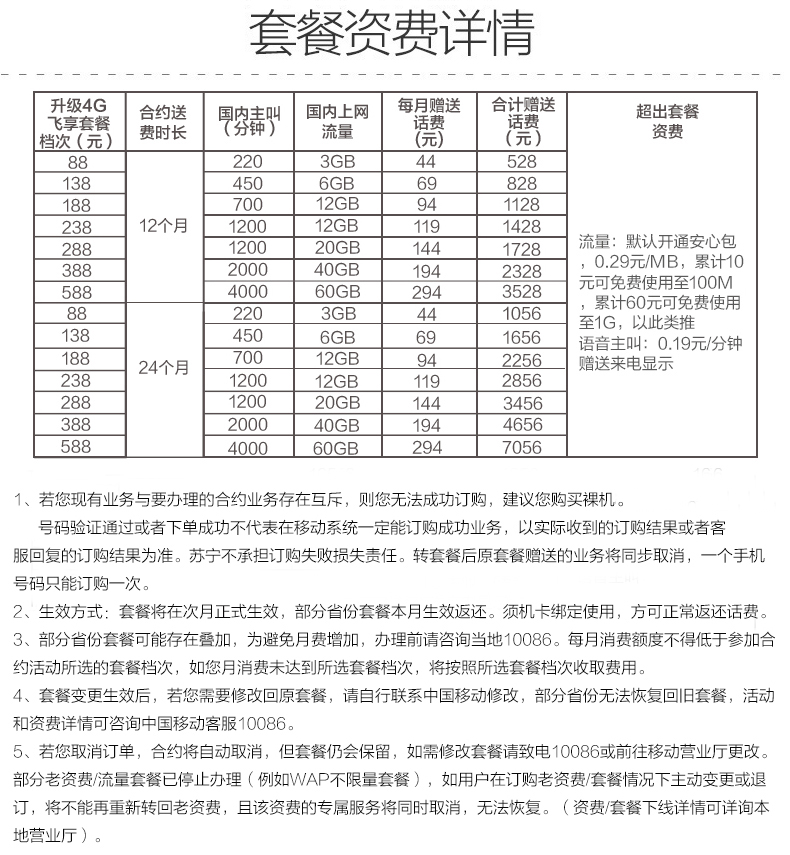 套餐资费详情
升级4G飞享套餐档次（元） 合约送费时长 国内主叫（分钟） 国内上网流量 每月赠送话费(元) 合计赠送话费（元） 超出套餐资费
88 12个月 220 3GB 44 528
138 450 6GB 69 828
188 700 12GB 94 1128
238 1200 12GB 119 1428
288 1200 20GB 144 1728
388 2000 40GB 194 2328
588 4000 60GB 294 3528
88 24个月 220 3GB 44 1056
138 450 6GB 69 1656
188 700 12GB 94 2256
238 1200 12GB 119 2856
288 1200 20GB 144 3456
388 2000 40GB 194 4656
588 4000 60GB 294 7056
流量：默认开通安心包
，0.29元/MB，累计10
元可免费使用至100M
，累计60元可免费使用
至1G，以此类推
语音主叫：0.19元/分钟
赠送来电显示
1、若您现有业务与要办理的合约业务存在互斥，则您无法成功订购，建议您购买裸机。
号码验证通过或者下单成功不代表在移动系统一定能订购成功业务，以实际收到的订购结果或者客
服回复的订购结果为准。苏宁不承担订购失败损失责任。转套餐后原套餐赠送的业务将同步取消，一个手机
号码只能订购一次。
2、生效方式：套餐将在次月正式生效，部分省份套餐本月生效返还。须机卡绑定使用，方可正常返还话费。
3、部分省份套餐可能存在叠加，为避免月费增加，办理前请咨询当地10086。每月消费额度不得低于参加合
约活动所选的套餐档次，如您月消费未达到所选套餐档次，将按照所选套餐档次收取费用。
4、套餐变更生效后，若您需要修改回原套餐，请自行联系中国移动修改，部分省份无法恢复回旧套餐，活动
和资费详情可咨询中国移动客服10086。
5、若您取消订单，合约将自动取消，但套餐仍会保留，如需修改套餐请致电10086或前往移动营业厅更改。
部分老资费/流量套餐已停止办理（例如WAP不限量套餐），如用户在订购老资费/套餐情况下主动变更或退
订，将不能再重新转回老资费，且该资费的专属服务将同时取消，无法恢复。（资费/套餐下线详情可详询本
地营业厅）。